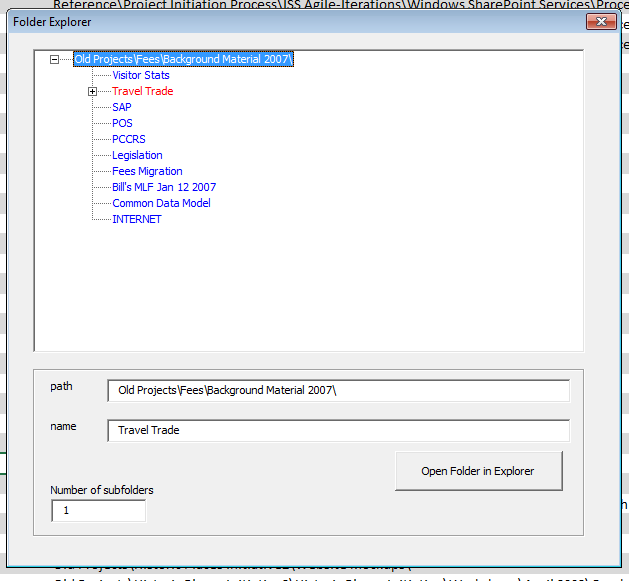 Reference\Project Initiation Process\ISS Agile-Iterations\Windows SharePoint Services\Proce
Folder Explorer
Old Projects\Fees\Background Material 2007\
Visitor Stats
Travel Trade
SAP
POS
PCCRS
Legislation
Fees Migration
Bill's MLF Jan 12 2007
Common Data Model
INTERNET
path
Old Projects\Fees\Background Material 2007\
name
Travel Trade
Open Folder in Explorer
Number of subfolders
1